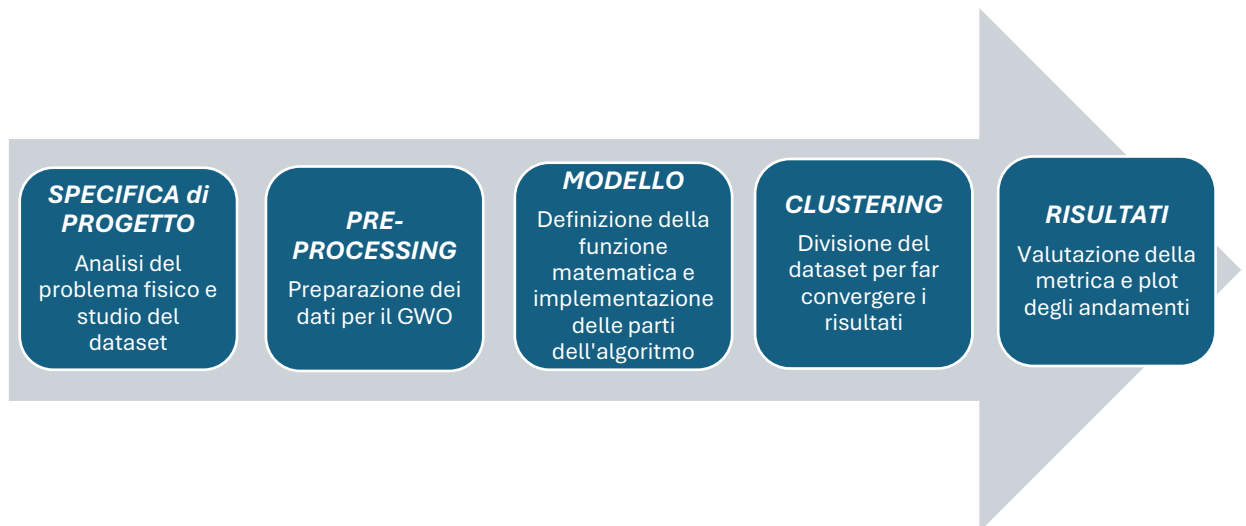 SPECIFICA di
PROGETTO
Analisi del
problema fisico e
studio del
dataset
PRE-
PROCESSING
Preparazione dei
dati per il GWO
MODELLO
Definizione della
funzione
matematica e
implementazione
delle parti
dell'algoritmo
CLUSTERING
Divisione del
dataset per far
convergere i
risultati
RISULTATI
Valutazione della
metrica e plot
degli andamenti